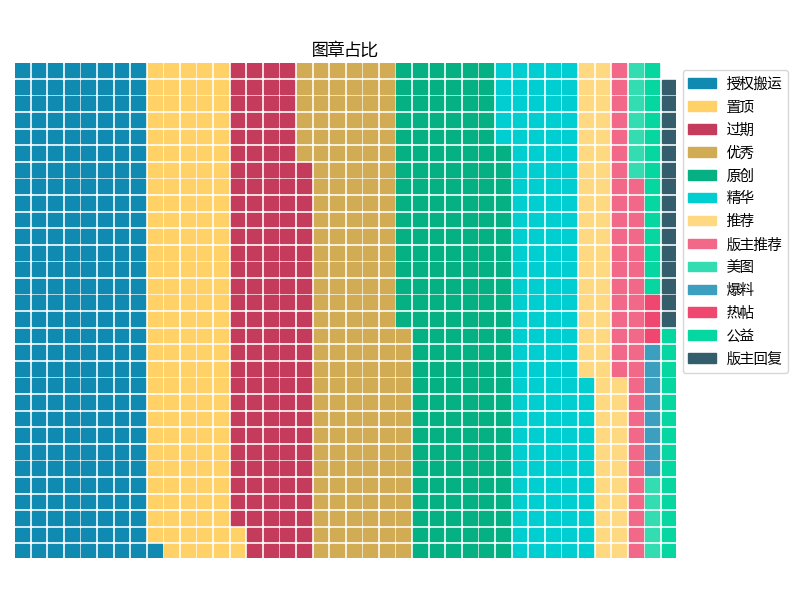 图章占比
授权搬运
置顶
过期
优秀
原创
精华
推荐
版主推荐
美图
爆料
热帖
公益
版主回复